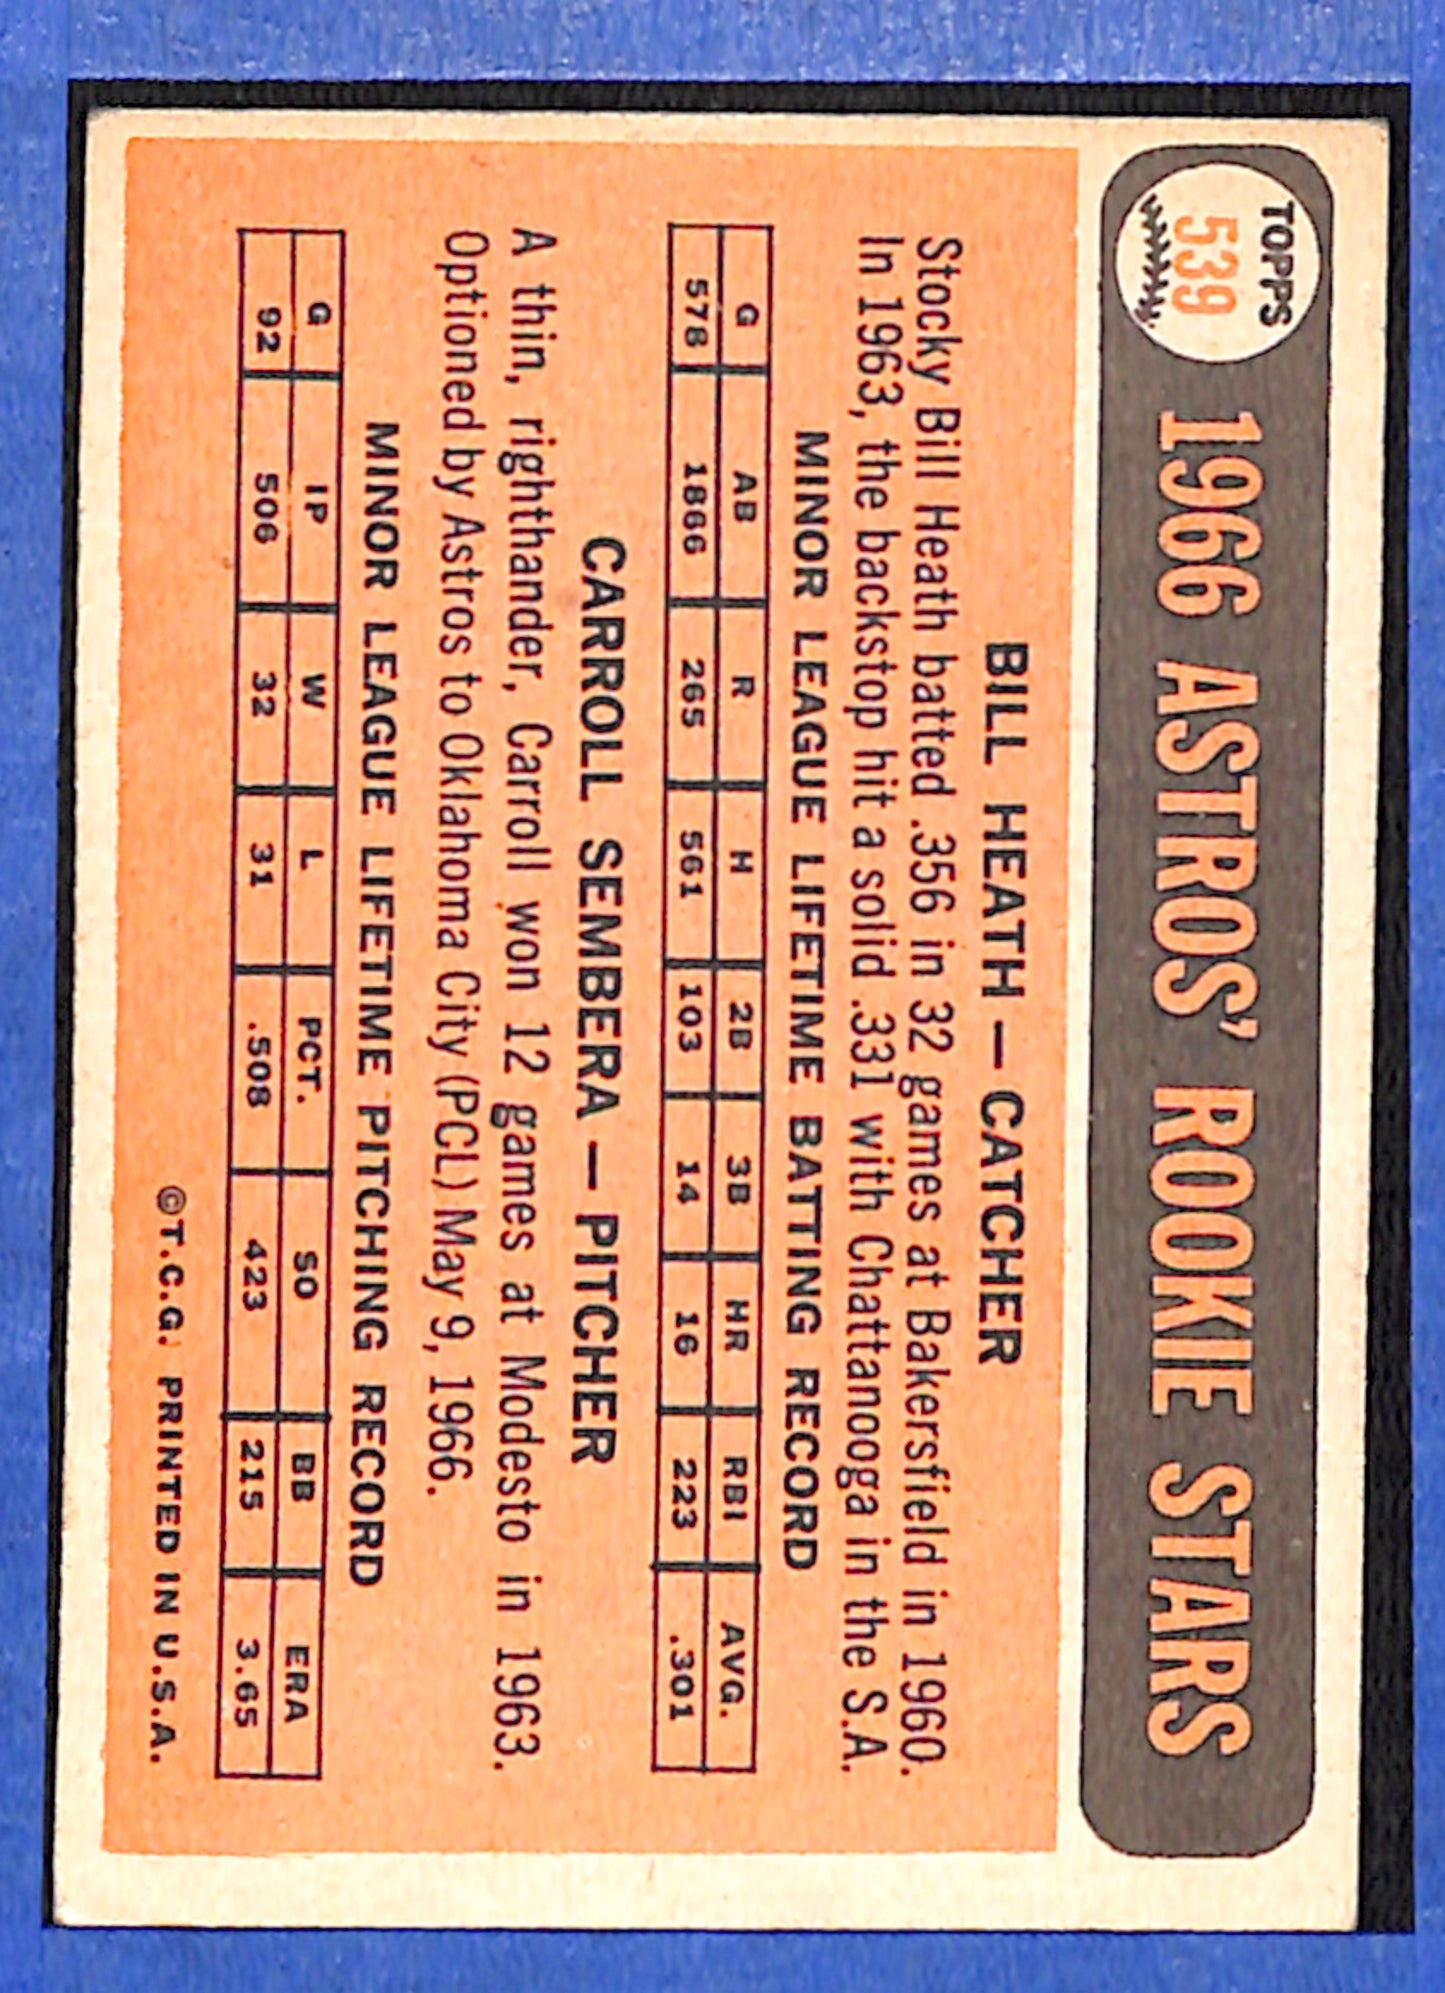 TOPPS
539
1966 ASTROS' ROOKIE STARS
BILL HEATH — CATCHER
Stocky Bill Heath batted .356 in 32 games at Bakersfield in 1960.
In 1963, the backstop hit a solid .331 with Chattanooga in the S.A.
MINOR LEAGUE LIFETIME BATTING RECORD
G AB R H 2B 3B HR RBI AVG.
578 1866 265 561 103 14 16 223 .301
CARROLL SEMBERA — PITCHER
A thin, righthander, Carroll won 12 games at Modesto in 1963.
Optioned by Astros to Oklahoma City (PCL) May 9, 1966.
MINOR LEAGUE LIFETIME PITCHING RECORD
G IP W L PCT. SO BB ERA
92 506 32 31 .508 423 215 3.65
©T.C.G. PRINTED IN U.S.A.